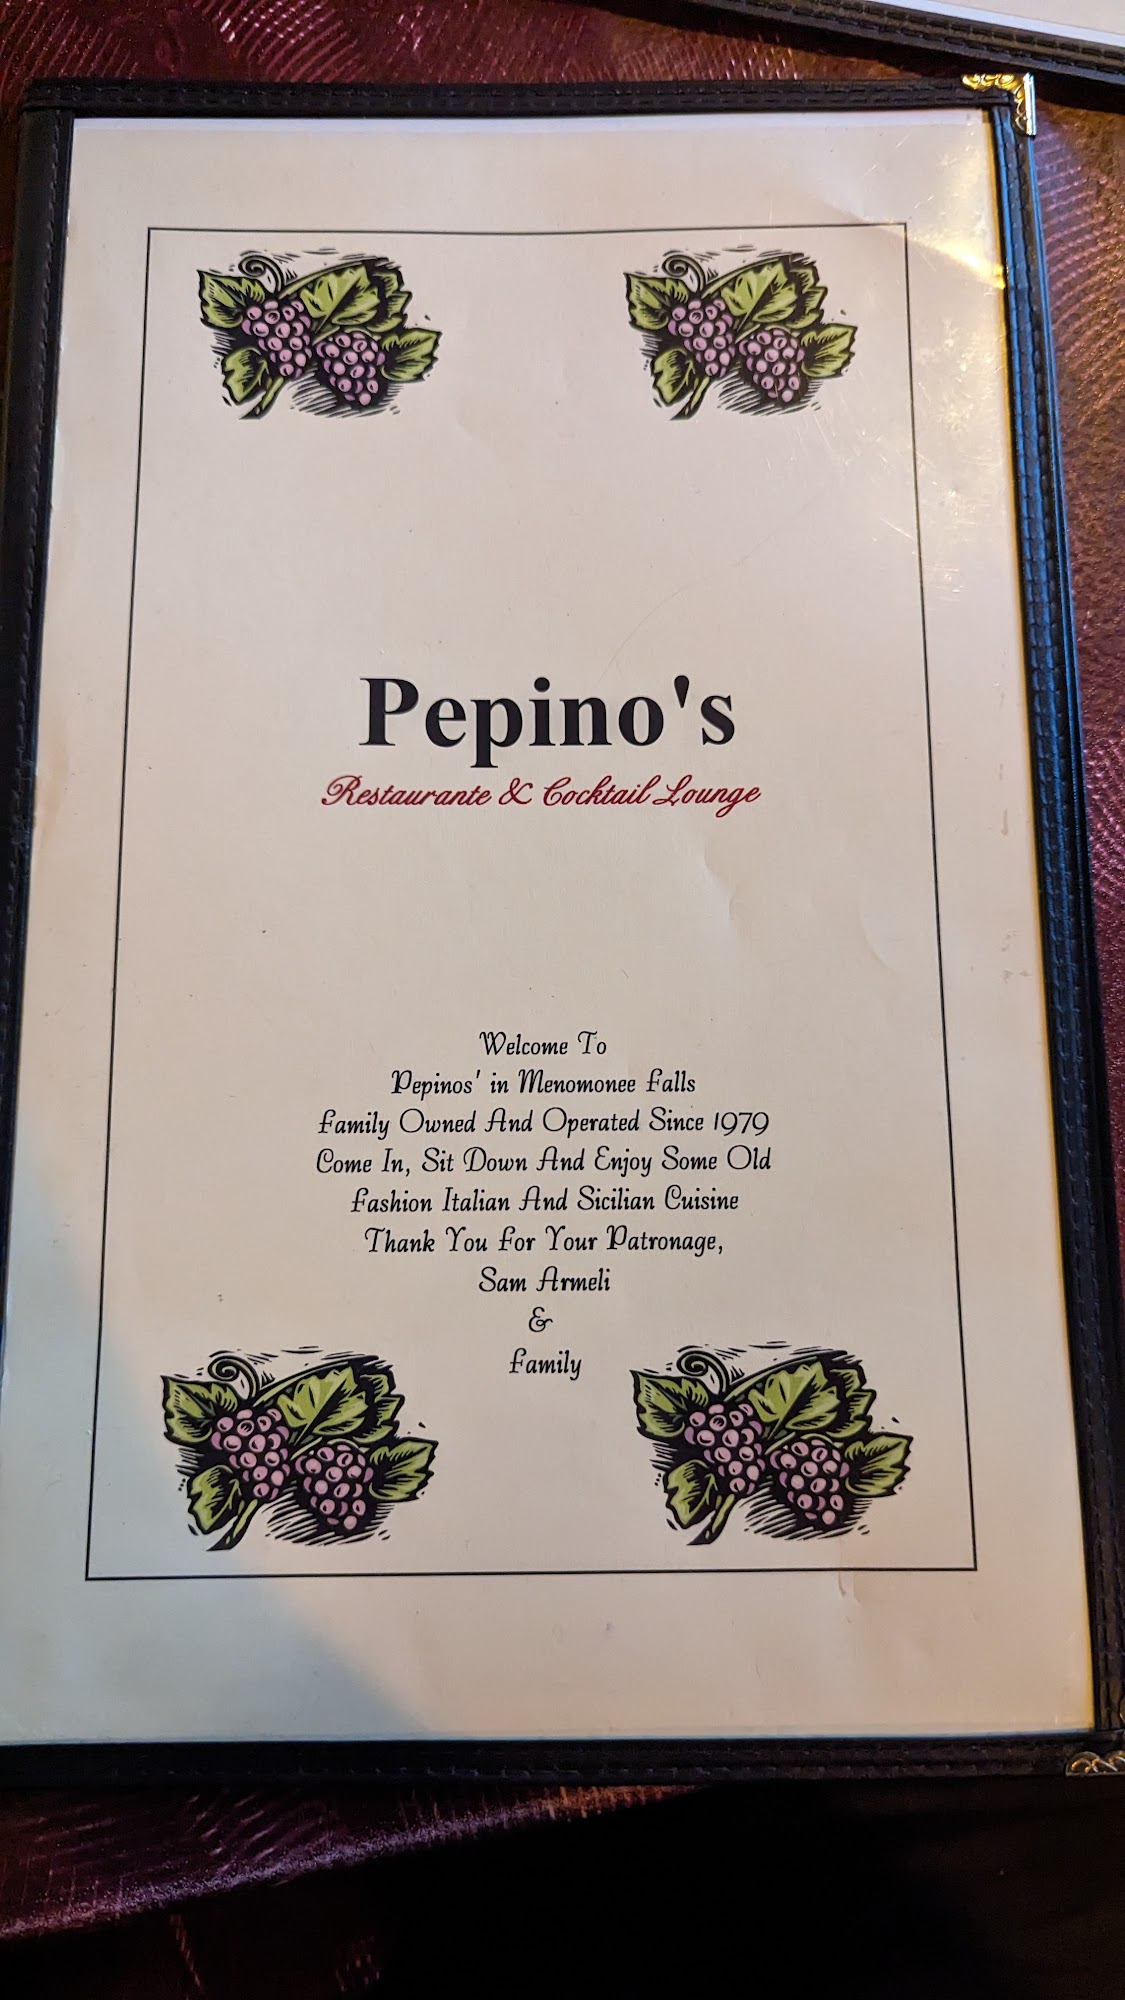 Pepino's
Restaurante & Cocktail Lounge
Welcome To
Pepinos' in Menomonee Falls
Family Owned And Operated Since 1979
Come In, Sit Down And Enjoy Some Old
Fashion Italian And Sicilian Cuisine
Thank You For Your Patronage,
Sam Armeli
&
Family